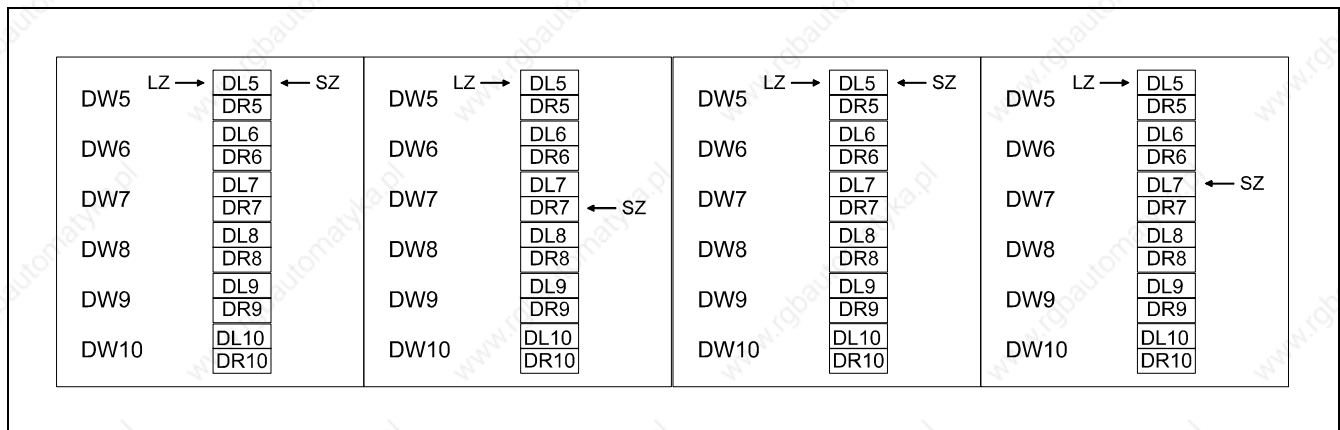 LZ → DL5 ← SZ
DW5
DR5
DL6
DW6
DR6
DL7
DW7
DR7
DL8
DW8
DR8
DL9
DW9
DR9
DL10
DW10
DR10
LZ → DL5
DW5
DR5
DL6
DW6
DR6
DL7
DW7
DR7 ← SZ
DL8
DW8
DR8
DL9
DW9
DR9
DL10
DW10
DR10
LZ → DL5 ← SZ
DW5
DR5
DL6
DW6
DR6
DL7
DW7
DR7
DL8
DW8
DR8
DL9
DW9
DR9
DL10
DW10
DR10
LZ → DL5
DW5
DR5
DL6
DW6
DR6
DL7 ← SZ
DW7
DR7
DL8
DW8
DR8
DL9
DW9
DR9
DL10
DW10
DR10
www.rgbautomatyka.pl